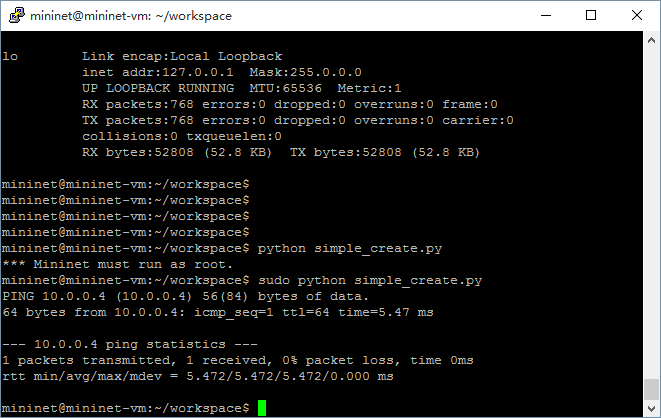 mininet@mininet-vm: ~/workspace
lo        Link encap:Local Loopback
          inet addr:127.0.0.1  Mask:255.0.0.0
          UP LOOPBACK RUNNING  MTU:65536  Metric:1
          RX packets:768 errors:0 dropped:0 overruns:0 frame:0
          TX packets:768 errors:0 dropped:0 overruns:0 carrier:0
          collisions:0 txqueuelen:0
          RX bytes:52808 (52.8 KB)  TX bytes:52808 (52.8 KB)
mininet@mininet-vm:~/workspace$
mininet@mininet-vm:~/workspace$
mininet@mininet-vm:~/workspace$
mininet@mininet-vm:~/workspace$
mininet@mininet-vm:~/workspace$ python simple_create.py
*** Mininet must run as root.
mininet@mininet-vm:~/workspace$ sudo python simple_create.py
PING 10.0.0.4 (10.0.0.4) 56(84) bytes of data.
64 bytes from 10.0.0.4: icmp_seq=1 ttl=64 time=5.47 ms
--- 10.0.0.4 ping statistics ---
1 packets transmitted, 1 received, 0% packet loss, time 0ms
rtt min/avg/max/mdev = 5.472/5.472/5.472/0.000 ms
mininet@mininet-vm:~/workspace$